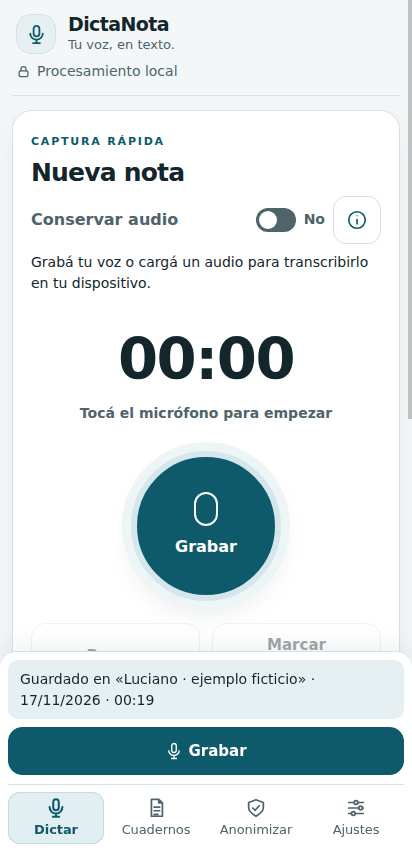 DictaNota
Tu voz, en texto.
Procesamiento local
CAPTURA RÁPIDA
Nueva nota
Conservar audio No
Grabá tu voz o cargá un audio para transcribirlo
en tu dispositivo.
00:00
Tocá el micrófono para empezar
Grabar
Marcar
Guardado en «Luciano · ejemplo ficticio» ·
17/11/2026 · 00:19
Grabar
Dictar Cuadernos Anonimizar Ajustes